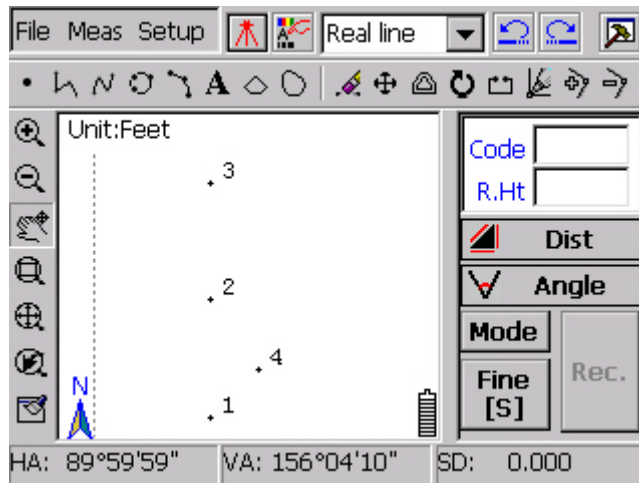 File Meas Setup Real line
A
Unit:Feet
3
2
4
1
N
Code
R.Ht
Dist
Angle
Mode
Fine
[S]
Rec.
HA: 89°59'59" VA: 156°04'10" SD: 0.000